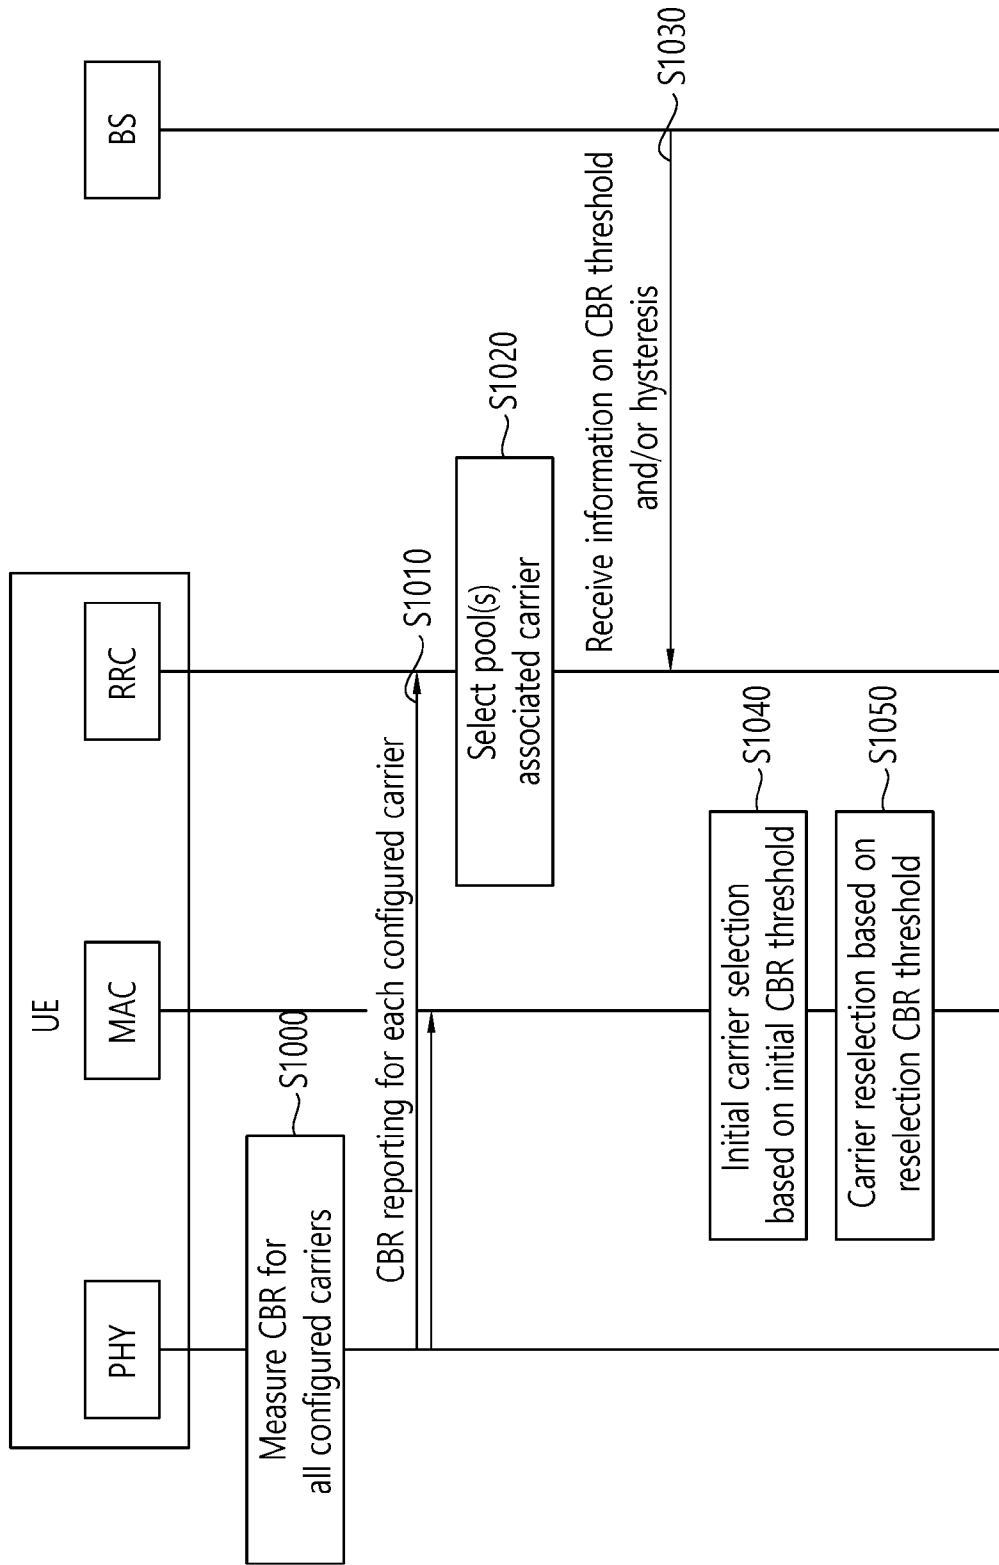 UE
PHY
MAC
RRC
BS
Measure CBR for
all configured carriers
S1000
CBR reporting for each configured carrier
S1010
Select pool(s)
associated carrier
S1020
Receive information on CBR threshold
and/or hysteresis
S1030
Initial carrier selection
based on initial CBR threshold
S1040
Carrier reselection based on
reselection CBR threshold
S1050